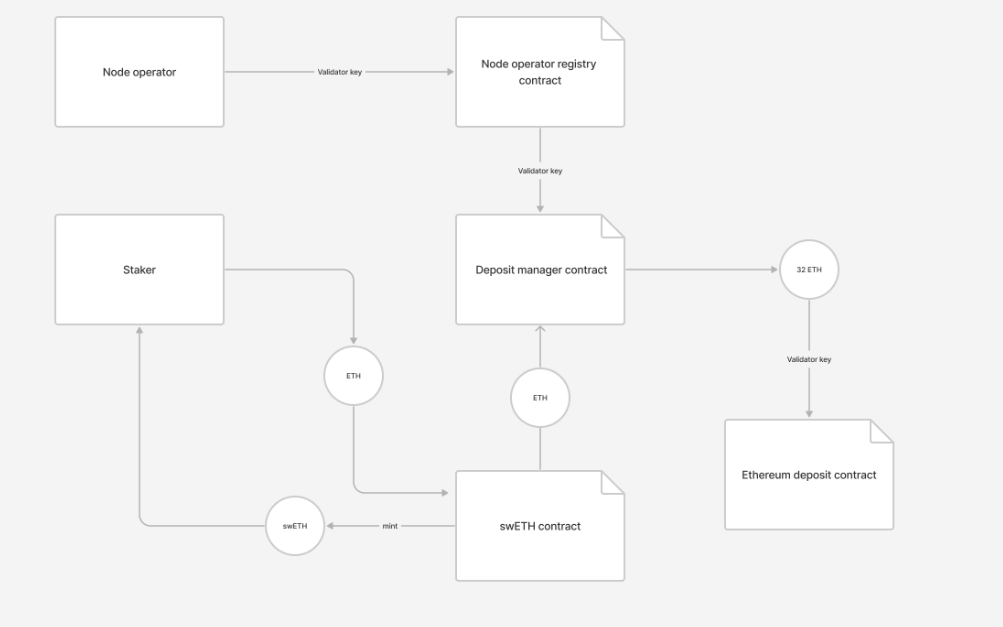 Node operator
Validator key
Node operator registry
contract
Validator key
Staker
Deposit manager contract
32 ETH
Validator key
ETH
ETH
Ethereum deposit contract
swETH
mint
swETH contract